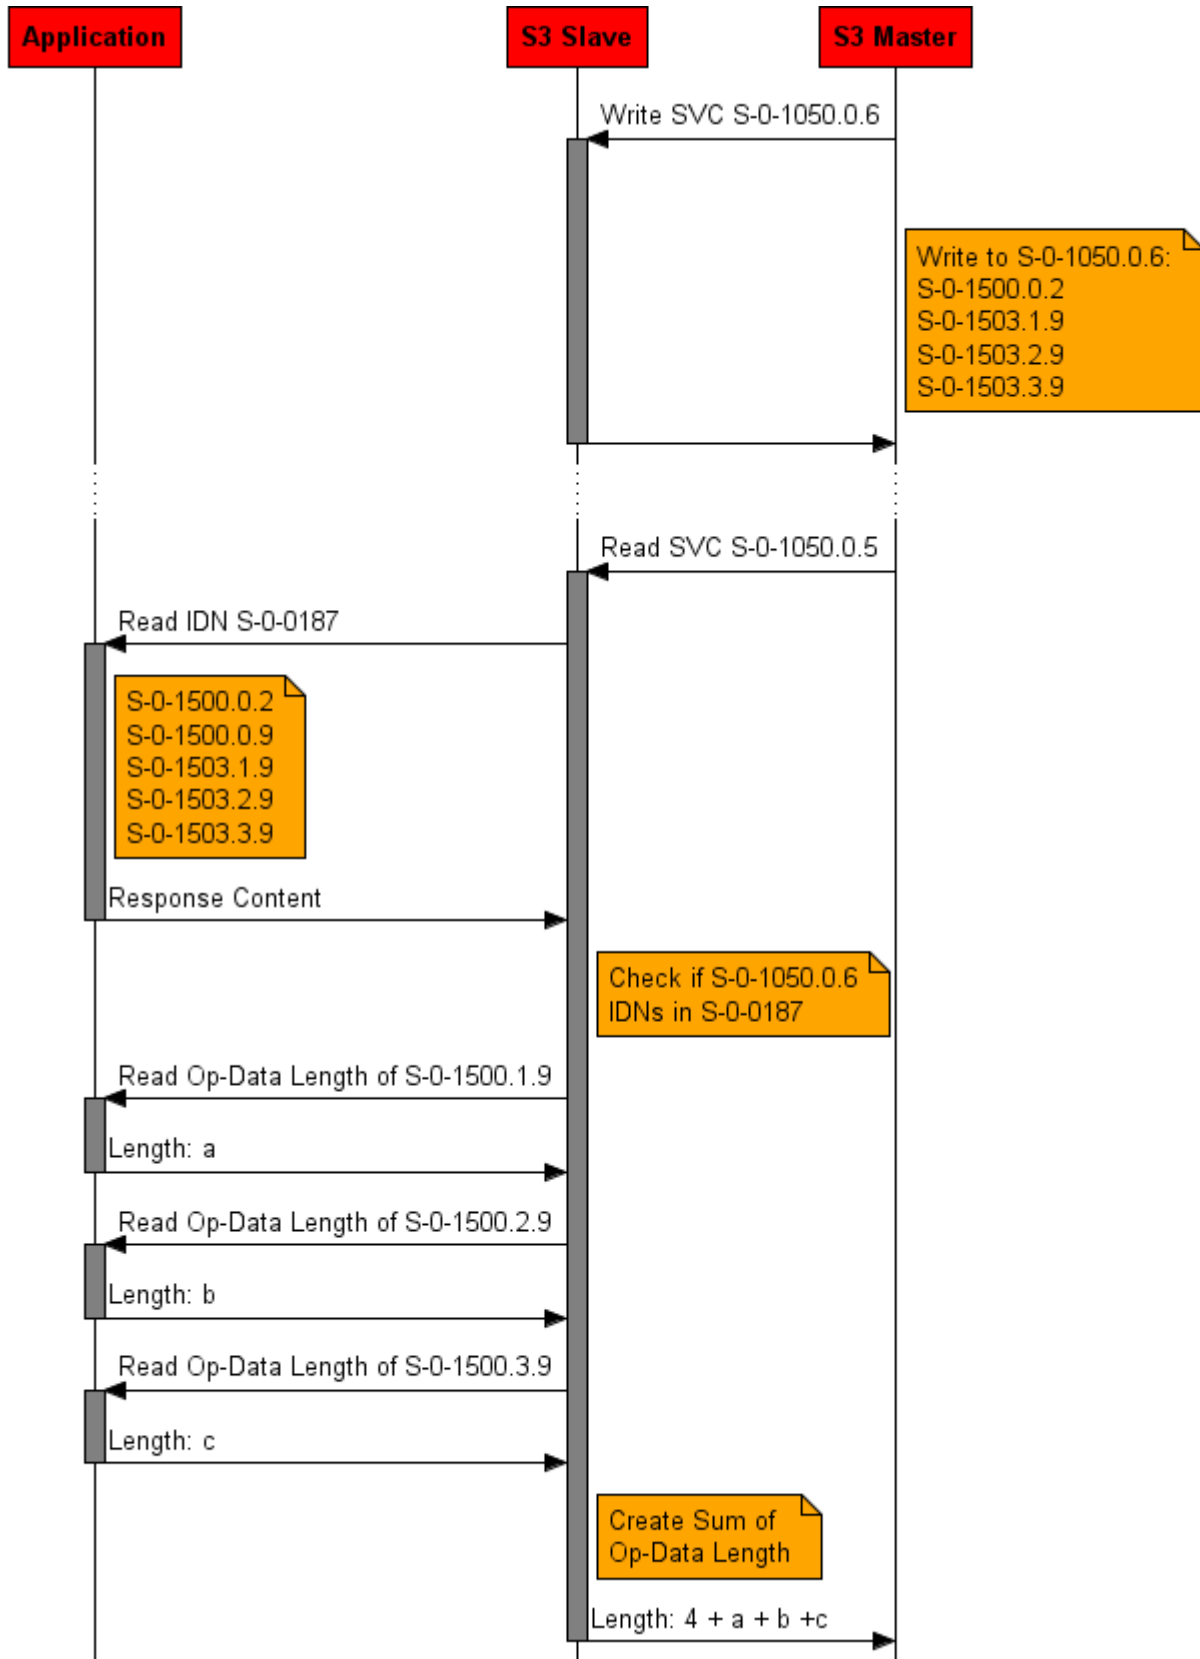 Application
S3 Slave
S3 Master
Write SVC S-0-1050.0.6
Write to S-0-1050.0.6:
S-0-1500.0.2
S-0-1503.1.9
S-0-1503.2.9
S-0-1503.3.9
Read SVC S-0-1050.0.5
Read IDN S-0-0187
S-0-1500.0.2
S-0-1500.0.9
S-0-1503.1.9
S-0-1503.2.9
S-0-1503.3.9
Response Content
Check if S-0-1050.0.6
IDNs in S-0-0187
Read Op-Data Length of S-0-1500.1.9
Length: a
Read Op-Data Length of S-0-1500.2.9
Length: b
Read Op-Data Length of S-0-1500.3.9
Length: c
Create Sum of
Op-Data Length
Length: 4 + a + b +c